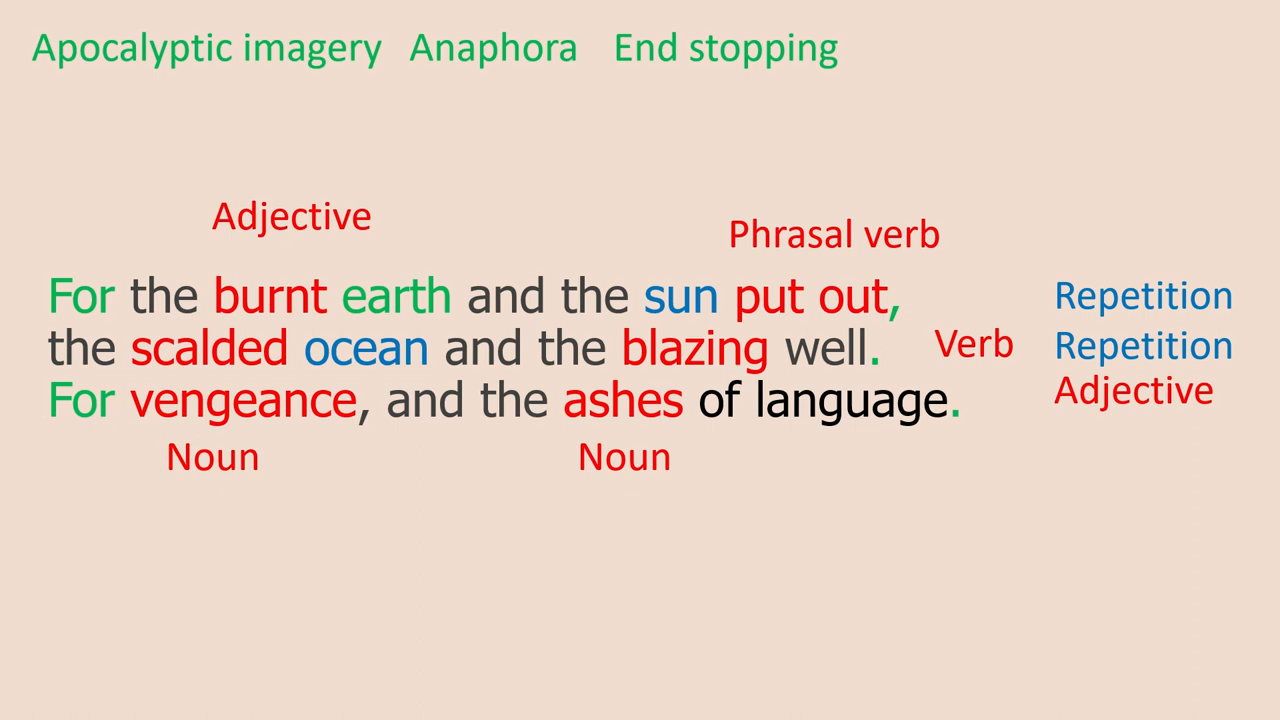 Apocalyptic imagery Anaphora End stopping
Adjective
Phrasal verb
For the burnt earth and the sun put out, Repetition
the scalded ocean and the blazing well. Verb Repetition
For vengeance, and the ashes of language. Adjective
Noun Noun